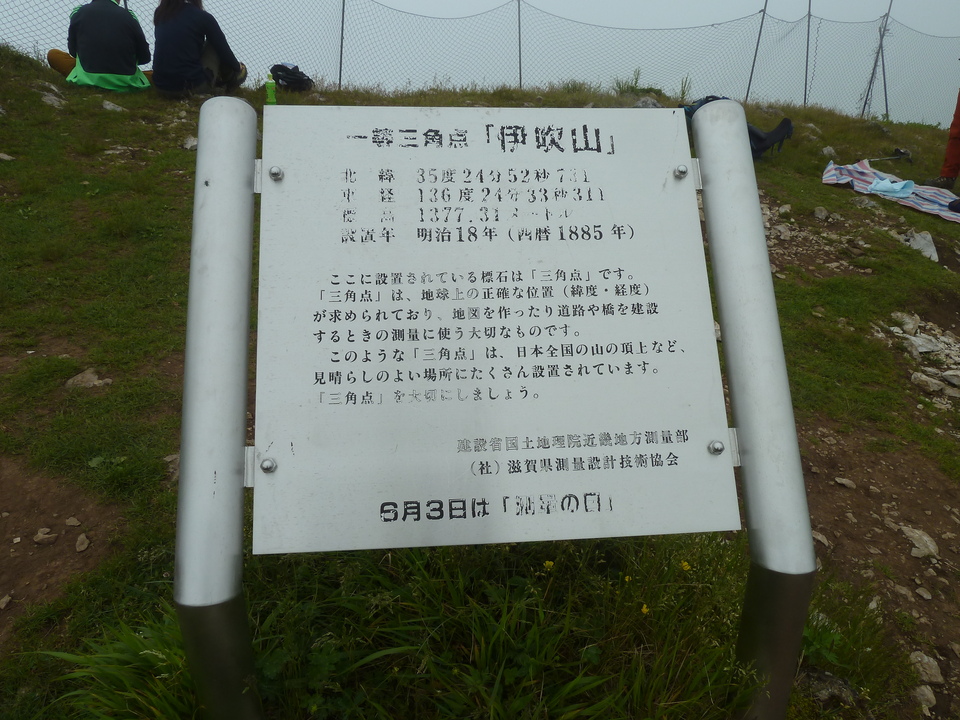 一等三角点「伊吹山」
北 緯 35度24分52秒731
東 経 136度24分33秒311
標 高 1377.31メートル
設置年 明治18年(西暦1885年)
ここに設置されている標石は「三角点」です。
「三角点」は、地球上の正確な位置(緯度・経度)
が求められており、地図を作ったり道路や橋を建設
するときの測量に使う大切なものです。
このような「三角点」は、日本全国の山の頂上など、
見晴らしのよい場所にたくさん設置されています。
「三角点」を大切にしましょう。
建設省国土地理院近畿地方測量部
(社)滋賀県測量設計技術協会
6月3日は「測量の日」